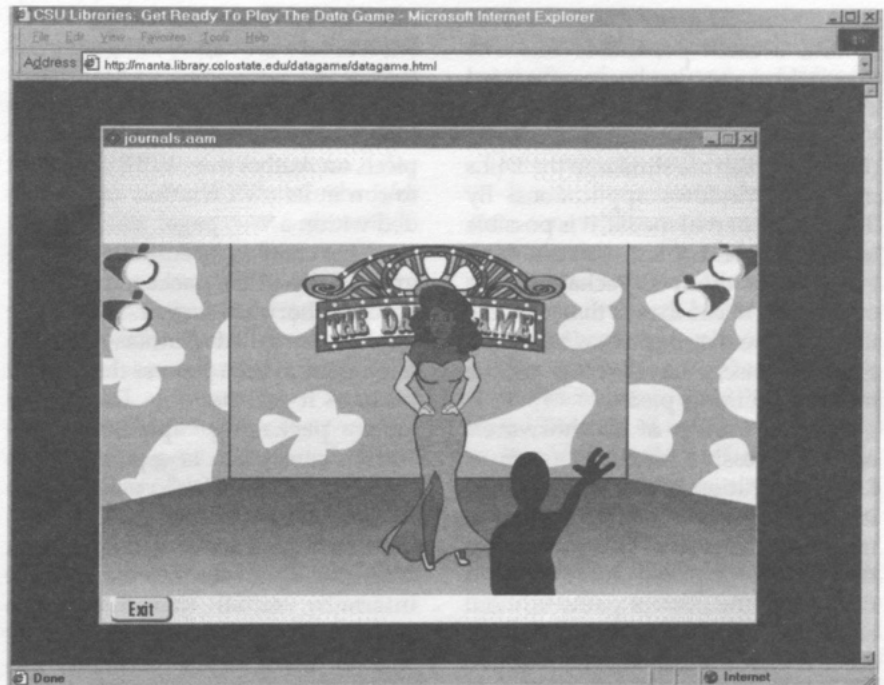 CSU Libraries: Get Ready To Play The Data Game - Microsoft Internet Explorer
File Edit View Favorites Tools Help
Address http://manta.library.colostate.edu/datagame/datagame.html
journals.aam
THE DA GAME
Exit
Done Internet